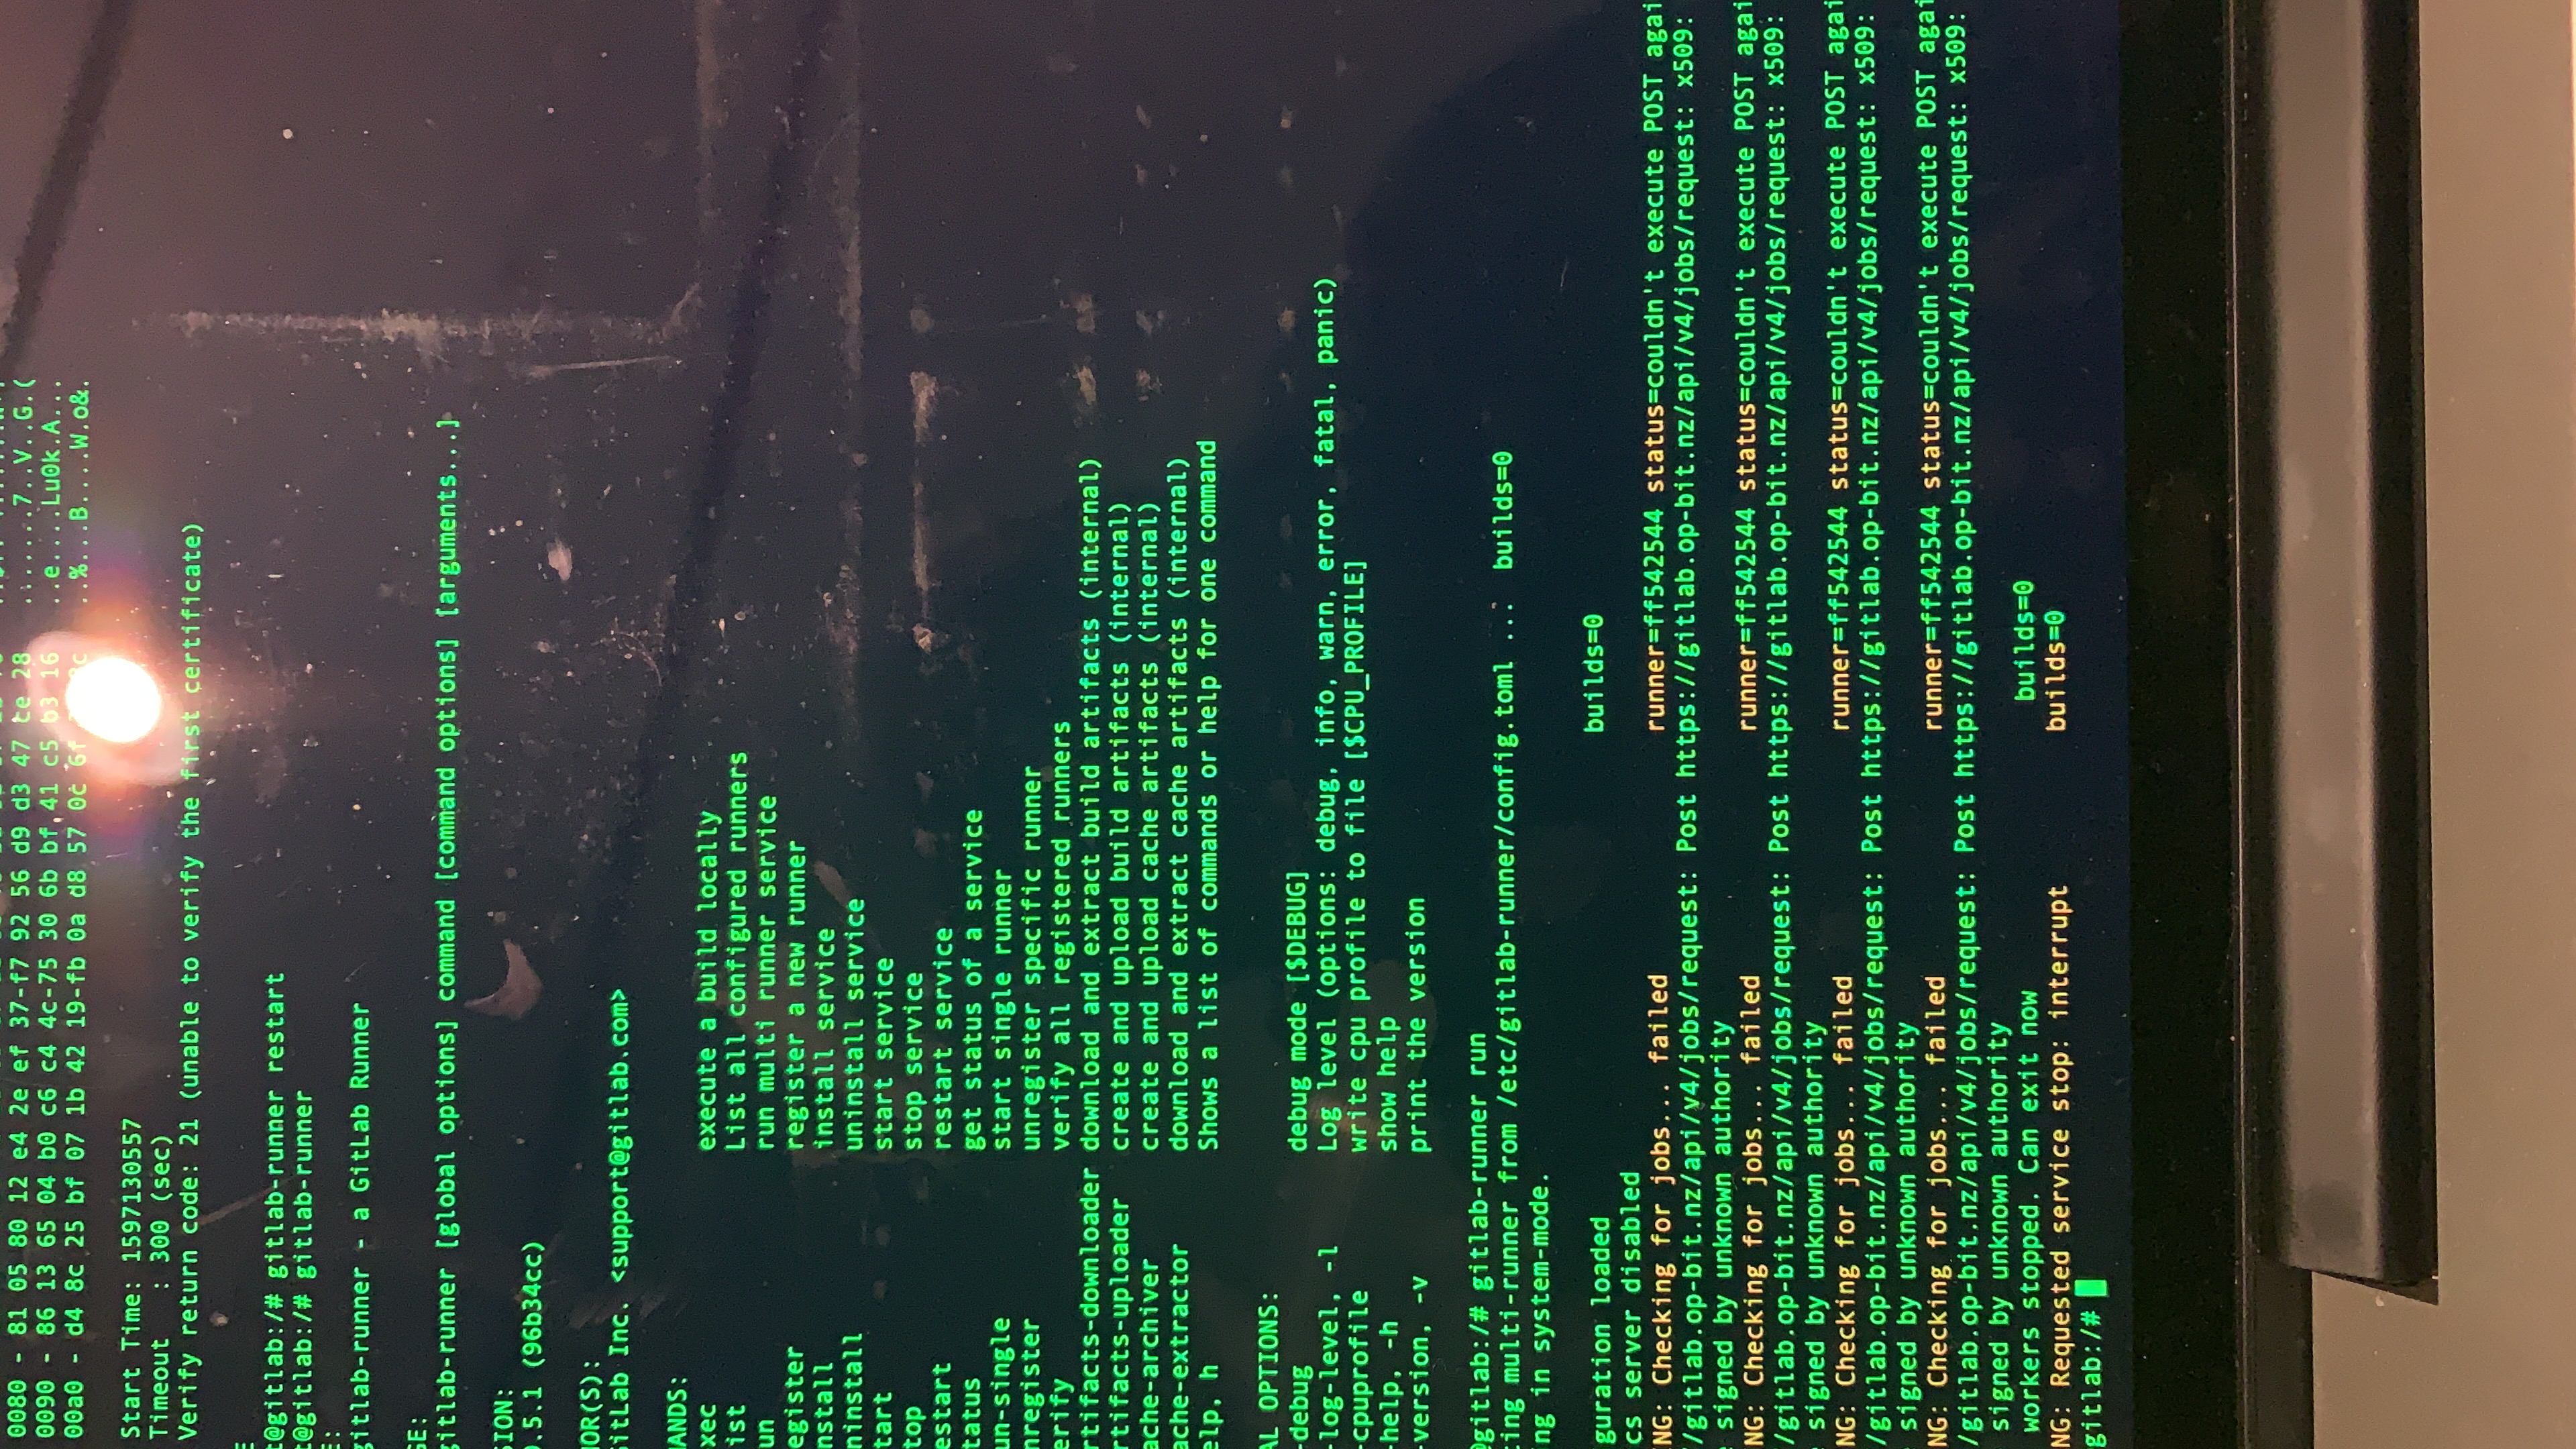 0080 - 81 05 80 12 e4 2e ef 37-f7 92 56 d9 d3 47 ce 28 .......7..V..G.(
0090 - 86 13 65 04 b0 c6 c4 4c-75 30 6b bf 41 c5 b3 16 ..e....Lu0k.A...
00a0 - d4 8c 25 bf 07 1b 42 19-fb 0a d8 57 0c 6f ..%...B....W.o&.
Start Time: 1597130557
Timeout : 300 (sec)
Verify return code: 21 (unable to verify the first certificate)
E
t@gitlab:/# gitlab-runner restart
t@gitlab:/# gitlab-runner
E:
gitlab-runner - a GitLab Runner
GE:
gitlab-runner [global options] command [command options] [arguments...]
SION:
.5.1 (96b34cc)
HOR(S):
GitLab Inc. <support@gitlab.com>
MANDS:
xec execute a build locally
ist List all configured runners
un run multi runner service
egister register a new runner
nstall install service
ninstall uninstall service
tart start service
top stop service
estart restart service
tatus get status of a service
un-single start single runner
nregister unregister specific runner
erify verify all registered runners
rtifacts-downloader download and extract build artifacts (internal)
rtifacts-uploader create and upload build artifacts (internal)
ache-archiver create and upload cache artifacts (internal)
ache-extractor download and extract cache artifacts (internal)
elp, h Shows a list of commands or help for one command
AL OPTIONS:
-debug debug mode [$DEBUG]
-log-level, -l Log level (options: debug, info, warn, error, fatal, panic)
-cpuprofile write cpu profile to file [$CPU_PROFILE]
-help, -h show help
-version, -v print the version
@gitlab:/# gitlab-runner run
ting multi-runner from /etc/gitlab-runner/config.toml ... builds=0
ng in system-mode.
guration loaded builds=0
cs server disabled
NG: Checking for jobs... failed runner=ff542544 status=couldn't execute POST agai
//gitlab.op-bit.nz/api/v4/jobs/request: Post https://gitlab.op-bit.nz/api/v4/jobs/request: x509:
e signed by unknown authority
NG: Checking for jobs... failed runner=ff542544 status=couldn't execute POST agai
//gitlab.op-bit.nz/api/v4/jobs/request: Post https://gitlab.op-bit.nz/api/v4/jobs/request: x509:
e signed by unknown authority
NG: Checking for jobs... failed runner=ff542544 status=couldn't execute POST agai
/gitlab.op-bit.nz/api/v4/jobs/request: Post https://gitlab.op-bit.nz/api/v4/jobs/request: x509:
signed by unknown authority
NG: Checking for jobs... failed runner=ff542544 status=couldn't execute POST agai
/gitlab.op-bit.nz/api/v4/jobs/request: Post https://gitlab.op-bit.nz/api/v4/jobs/request: x509:
signed by unknown authority
workers stopped. Can exit now builds=0
NG: Requested service stop: interrupt builds=0
gitlab:/#